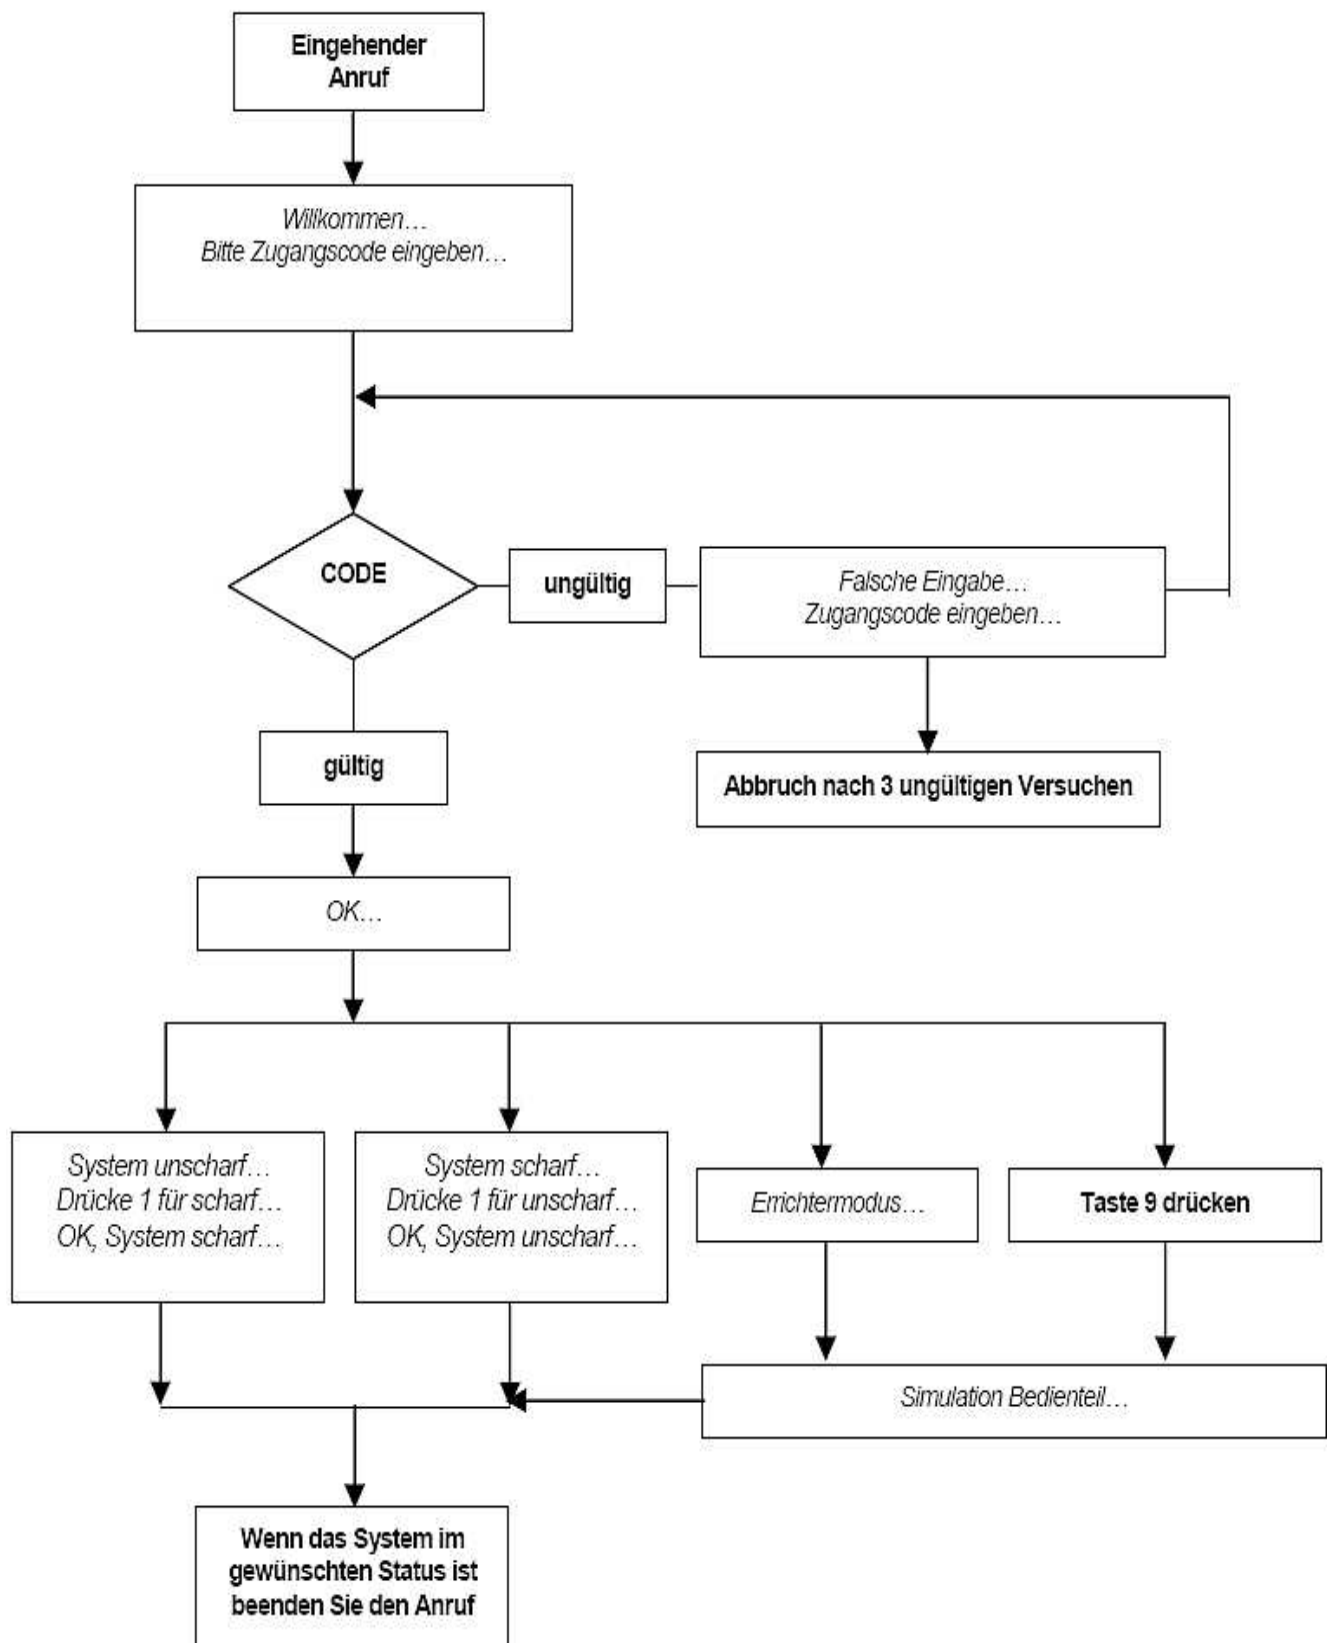 Eingehender
Anruf
Willkommen…
Bitte Zugangscode eingeben…
CODE
ungültig
Falsche Eingabe…
Zugangscode eingeben…
gültig
Abbruch nach 3 ungültigen Versuchen
OK…
System unscharf…
Drücke 1 für scharf…
OK, System scharf…
System scharf…
Drücke 1 für unscharf…
OK, System unscharf…
Errichtermodus…
Taste 9 drücken
Simulation Bedienteil…
Wenn das System im
gewünschten Status ist
beenden Sie den Anruf